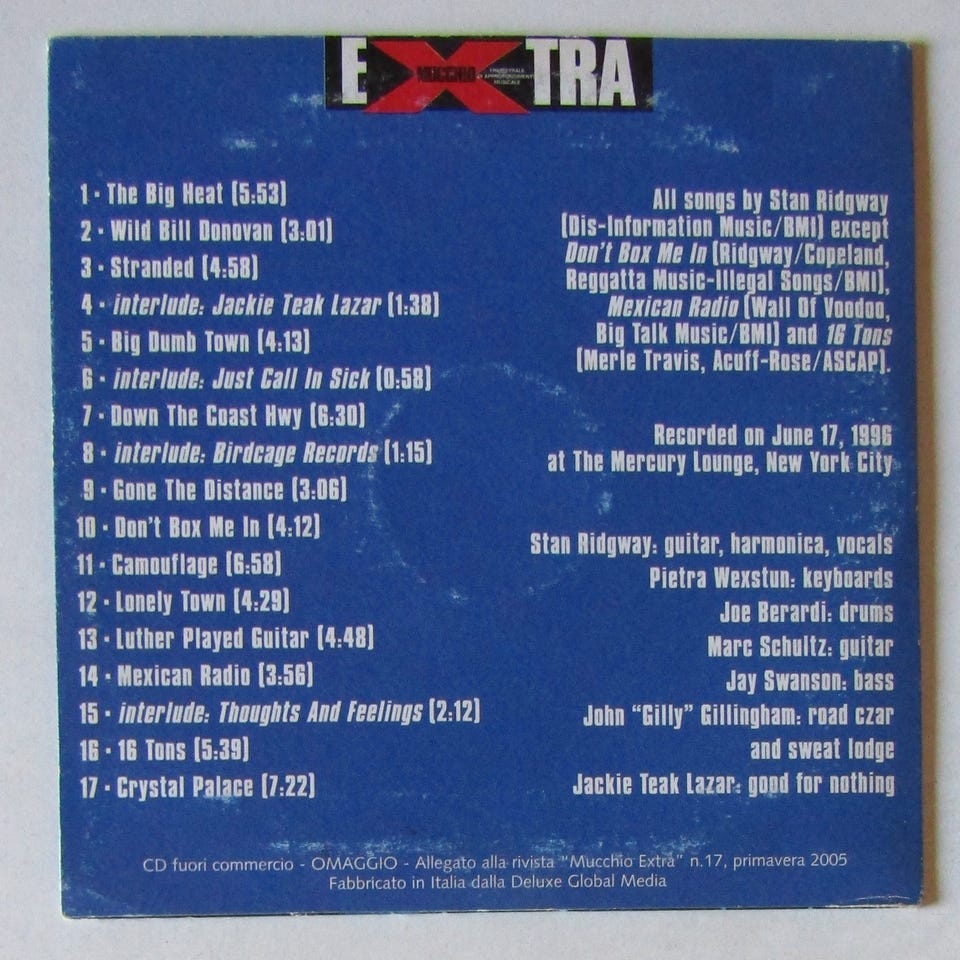 EXTRA
MUCCHIO
TRIMESTRALE
DI APPROFONDIMENTO
MUSICALE
1 · The Big Heat (5:53)
2 · Wild Bill Donovan (3:01)
3 · Stranded (4:58)
4 · interlude: Jackie Teak Lazar (1:38)
5 · Big Dumb Town (4:13)
6 · interlude: Just Call In Sick (0:58)
7 · Down The Coast Hwy (6:30)
8 · interlude: Birdcage Records (1:15)
9 · Gone The Distance (3:06)
10 · Don't Box Me In (4:12)
11 · Camouflage (6:58)
12 · Lonely Town (4:29)
13 · Luther Played Guitar (4:48)
14 · Mexican Radio (3:56)
15 · interlude: Thoughts And Feelings (2:12)
16 · 16 Tons (5:39)
17 · Crystal Palace (7:22)
All songs by Stan Ridgway
(Dis-Information Music/BMI) except
Don't Box Me In (Ridgway/Copeland,
Reggatta Music-Illegal Songs/BMI),
Mexican Radio (Wall Of Voodoo,
Big Talk Music/BMI) and 16 Tons
(Merle Travis, Acuff-Rose/ASCAP).
Recorded on June 17, 1996
at The Mercury Lounge, New York City
Stan Ridgway: guitar, harmonica, vocals
Pietra Wexstun: keyboards
Joe Berardi: drums
Marc Schultz: guitar
Jay Swanson: bass
John "Gilly" Gillingham: road czar
and sweat lodge
Jackie Teak Lazar: good for nothing
CD fuori commercio - OMAGGIO - Allegato alla rivista "Mucchio Extra" n.17, primavera 2005
Fabbricato in Italia dalla Deluxe Global Media